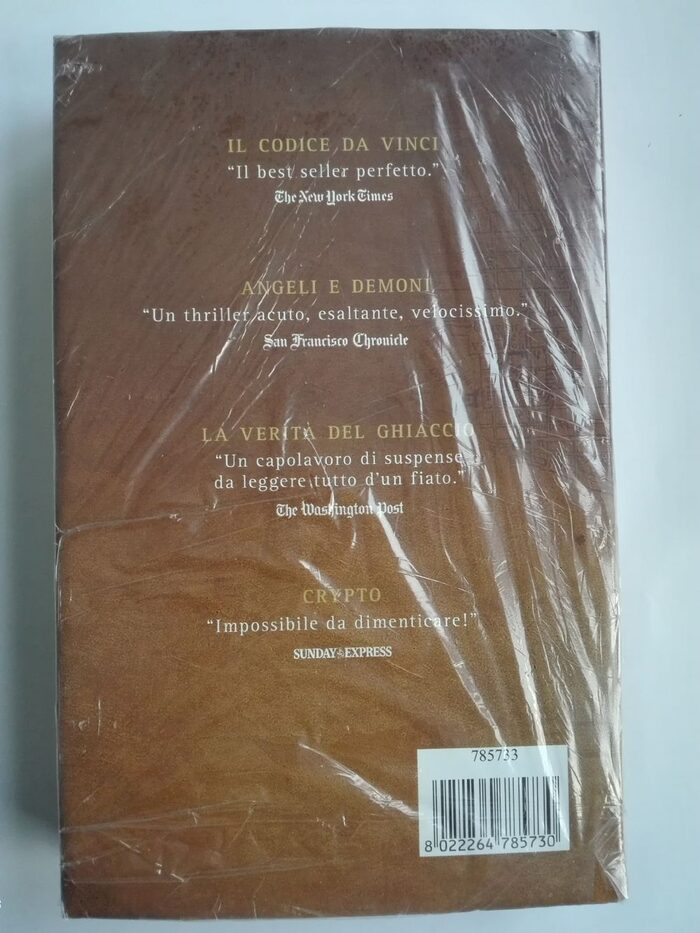 IL CODICE DA VINCI
“Il best seller perfetto.”
The New York Times
ANGELI E DEMONI
“Un thriller acuto, esaltante, velocissimo.”
San Francisco Chronicle
LA VERITÀ DEL GHIACCIO
“Un capolavoro di suspense
da leggere tutto d'un fiato.”
The Washington Post
CRYPTO
“Impossibile da dimenticare!”
SUNDAY EXPRESS
785733
8 022264 785730